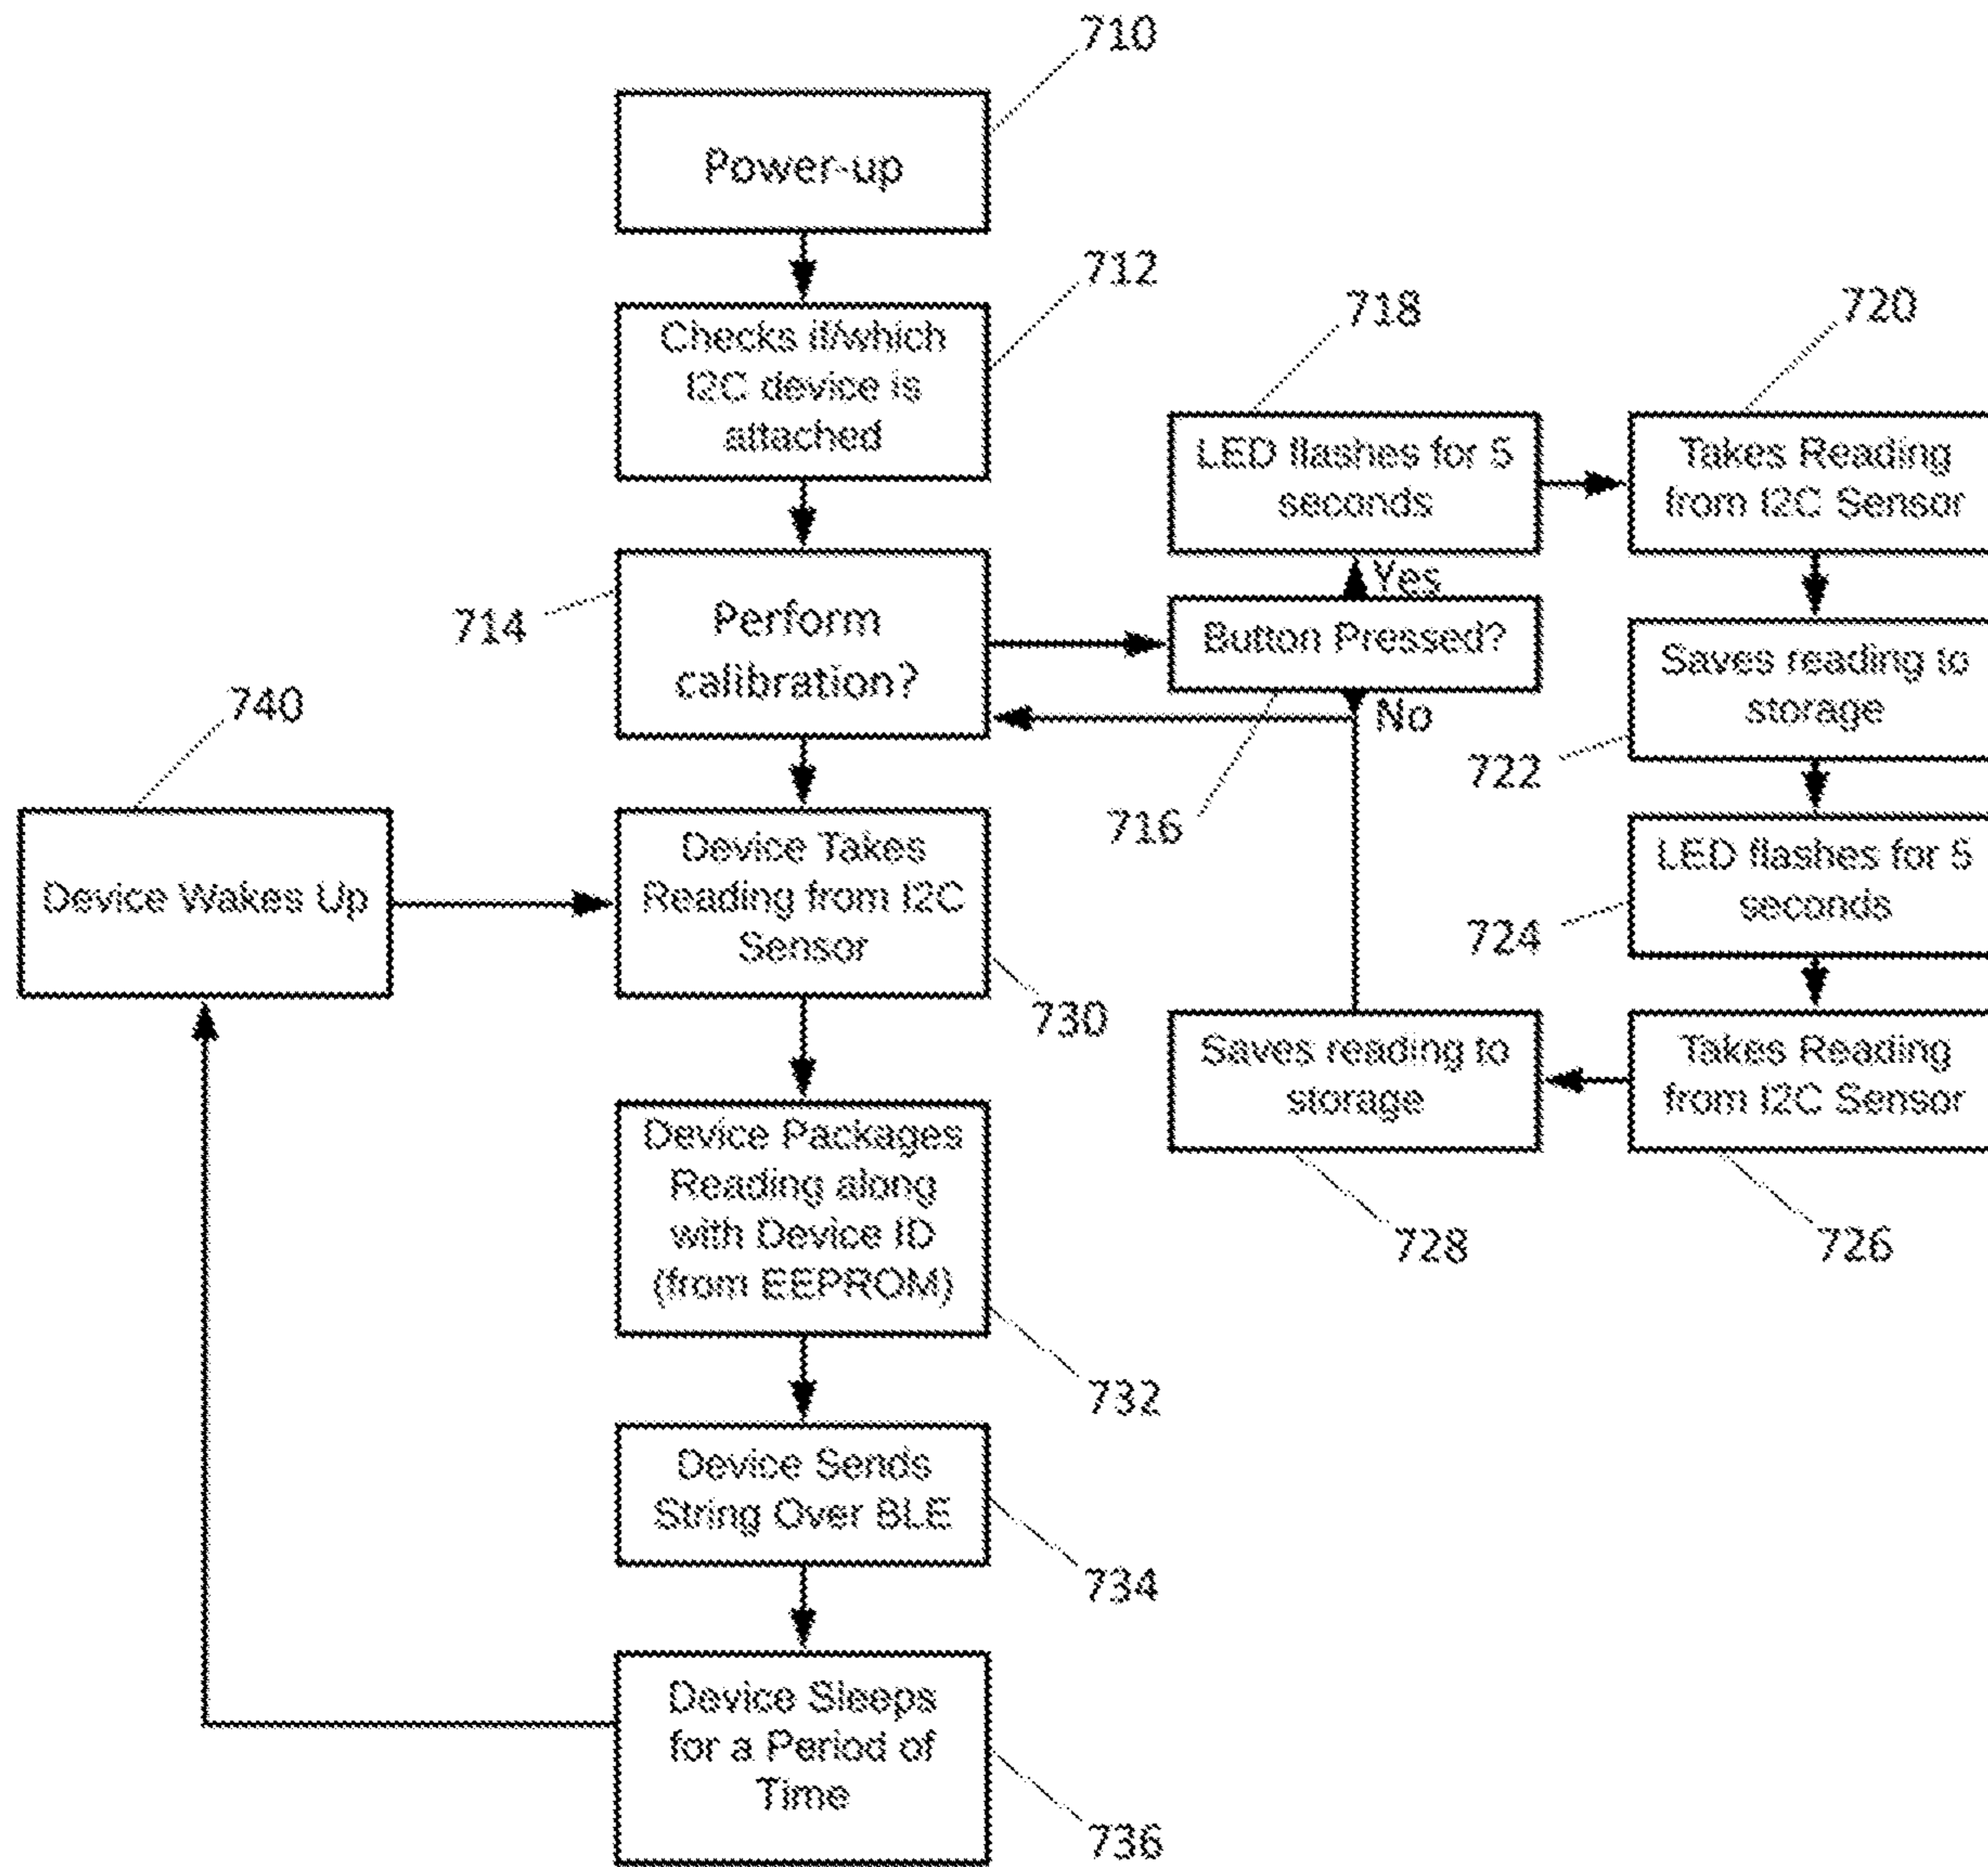 710
Power-up
712
Checks if/which
I2C device is
attached
718
LED flashes for 5
seconds
720
Takes Reading
from I2C Sensor
714
Perform
calibration?
Yes
Button Pressed?
No
716
Saves reading to
storage
722
740
Device Wakes Up
Device Takes
Reading from I2C
Sensor
730
LED flashes for 5
seconds
724
Saves reading to
storage
728
Takes Reading
from I2C Sensor
726
Device Packages
Reading along
with Device ID
(from EEPROM)
732
Device Sends
String Over BLE
734
Device Sleeps
for a Period of
Time
736